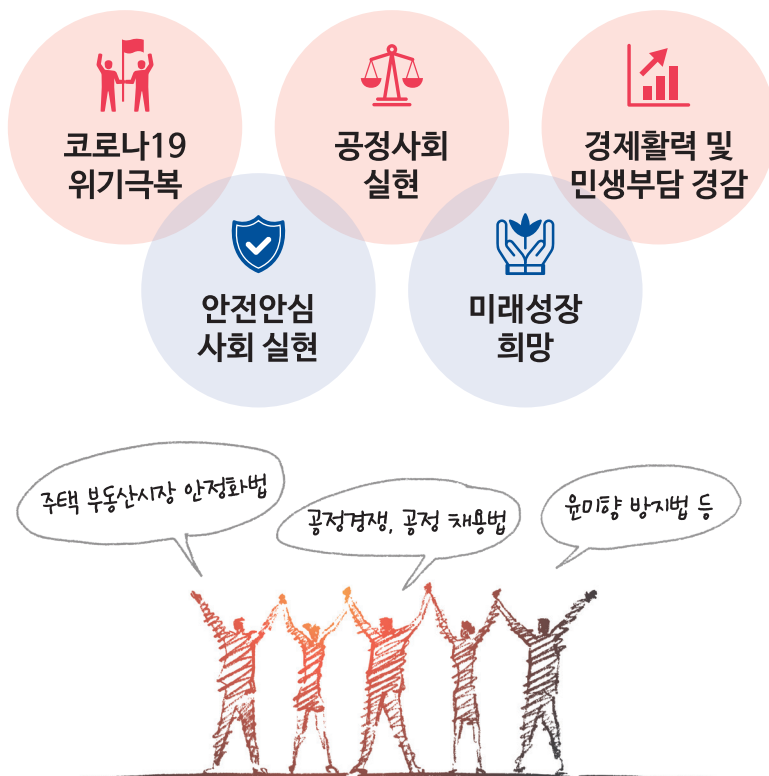 코로나19
위기극복
공정사회
실현
경제활력 및
민생부담 경감
안전안심
사회 실현
미래성장
희망
주택 부동산시장 안정화법
공정경쟁, 공정 채용법
윤미향 방지법 등